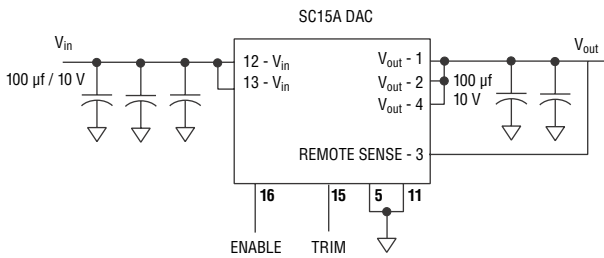 SC15A DAC
Vin
100 µf / 10 V
12 - Vin
13 - Vin
Vout - 1
Vout - 2
Vout - 4
100 µf
10 V
Vout
REMOTE SENSE - 3
16
15
5
11
ENABLE
TRIM